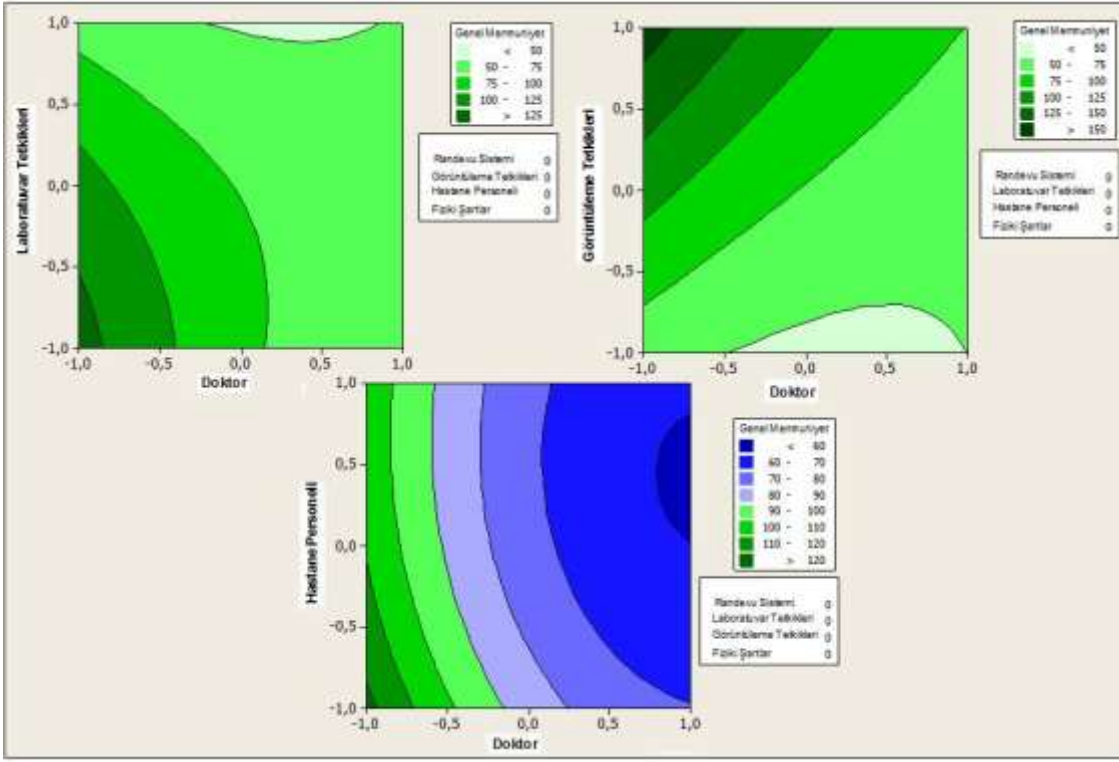 Genel Memnuniyet
< 50
50 - 75
75 - 100
100 - 125
> 125
Randevu Sistemi 0
Görüntüleme Tetkikleri 0
Hastane Personeli 0
Fiziki Şartlar 0
Laboratuvar Tetkikleri
1,0
0,5
0,0
-0,5
-1,0
-1,0 -0,5 0,0 0,5 1,0
Doktor
Genel Memnuniyet
< 50
50 - 75
75 - 100
100 - 125
125 - 150
> 150
Randevu Sistemi 0
Laboratuvar Tetkikleri 0
Hastane Personeli 0
Fiziki Şartlar 0
Görüntüleme Tetkikleri
1,0
0,5
0,0
-0,5
-1,0
-1,0 -0,5 0,0 0,5 1,0
Doktor
Genel Memnuniyet
< 60
60 - 70
70 - 80
80 - 90
90 - 100
100 - 110
110 - 120
> 120
Randevu Sistemi 0
Laboratuvar Tetkikleri 0
Görüntüleme Tetkikleri 0
Fiziki Şartlar 0
Hastane Personeli
1,0
0,5
0,0
-0,5
-1,0
-1,0 -0,5 0,0 0,5 1,0
Doktor